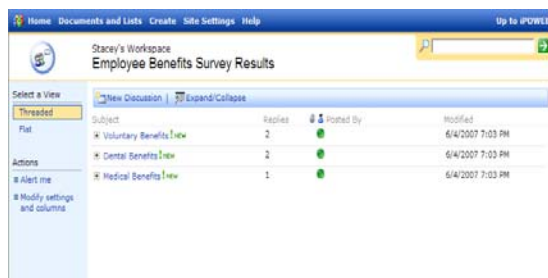 Home Documents and Lists Create Site Settings Help Up to iPOWER
Stacey's Workspace
Employee Benefits Survey Results
Select a View
Threaded
Flat
Actions
Alert me
Modify settings and columns
New Discussion | Expand/Collapse
Subject Replies Posted By Modified
Voluntary Benefits ! NEW 2 6/4/2007 7:03 PM
Dental Benefits ! NEW 2 6/4/2007 7:03 PM
Medical Benefits ! NEW 1 6/4/2007 7:03 PM